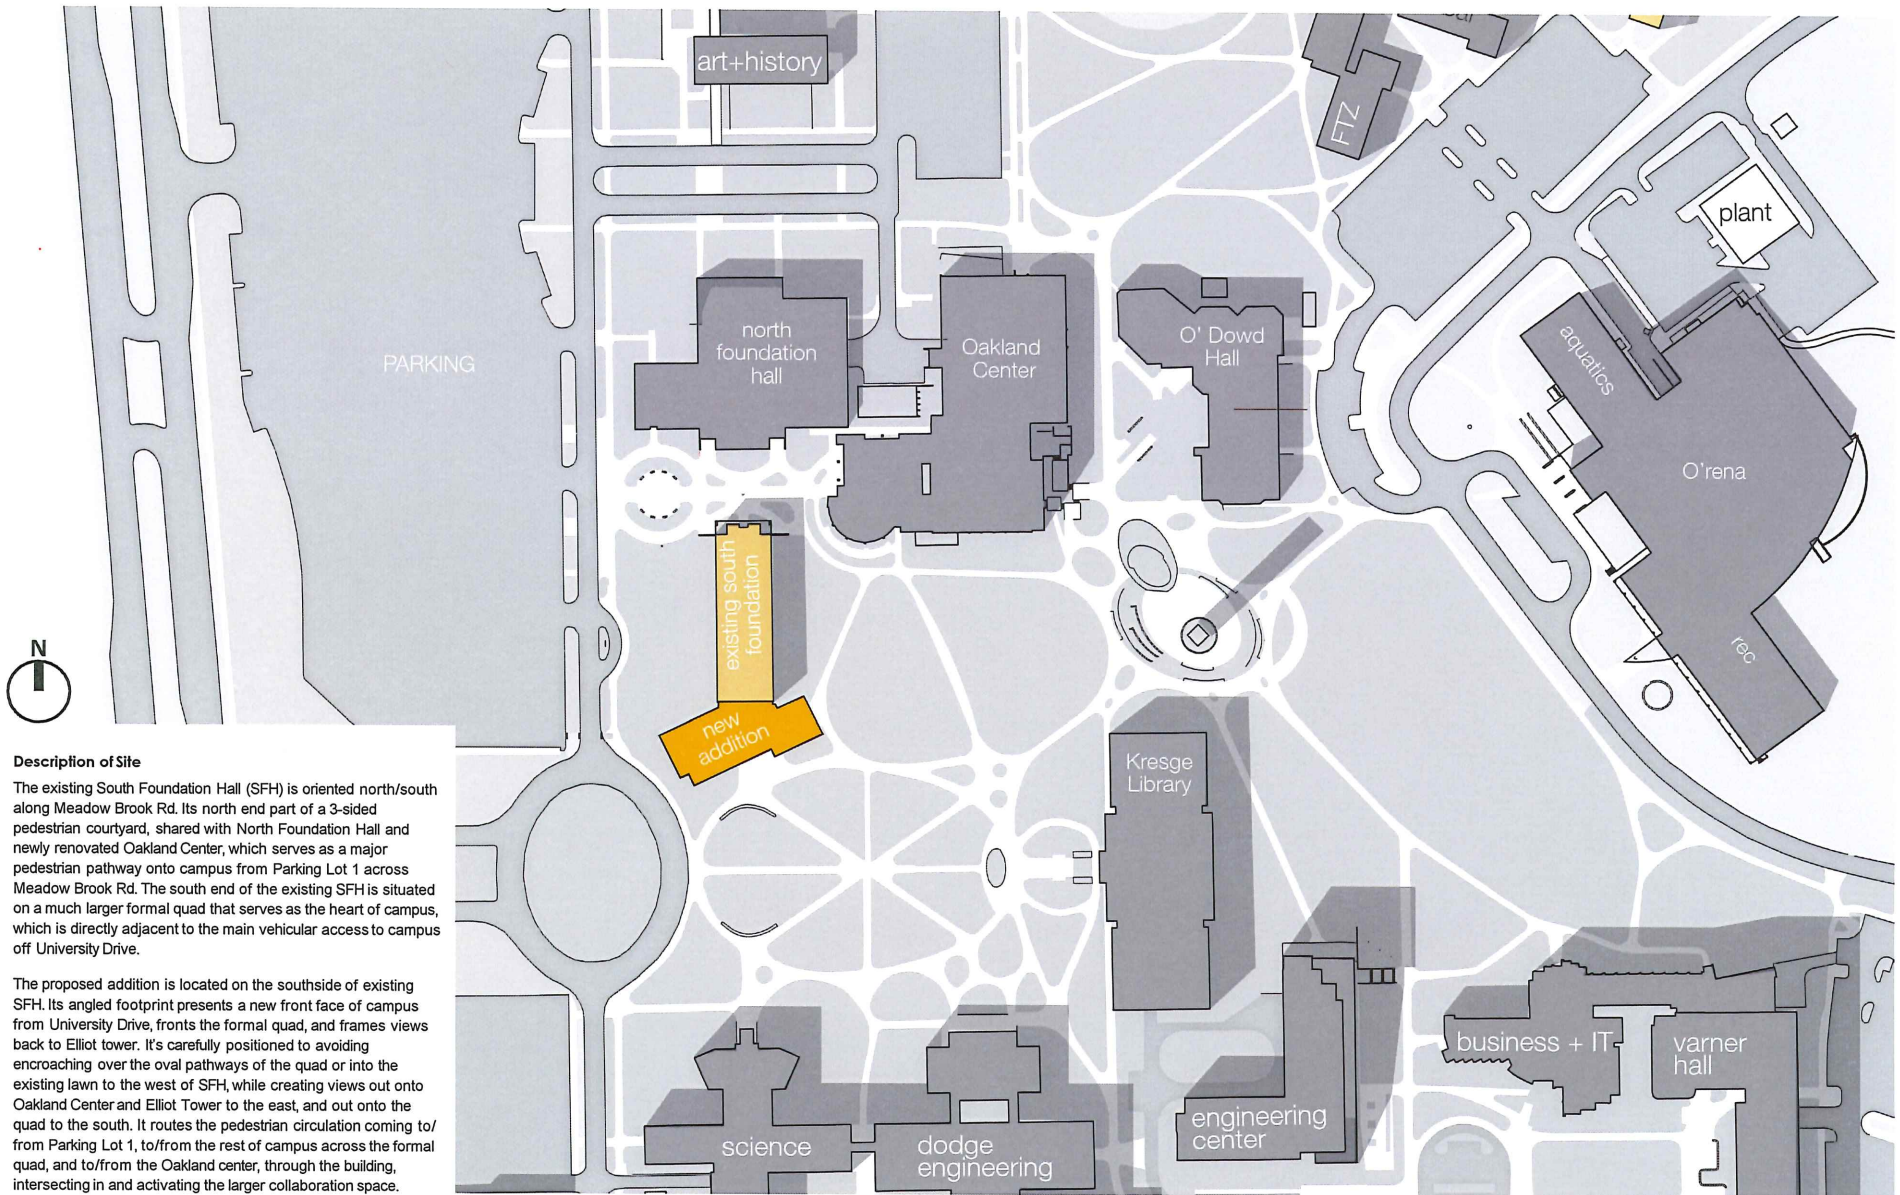 art+history
FTZ
plant
PARKING
north
foundation
hall
Oakland
Center
O' Dowd
Hall
aquatics
O'rena
rec
existing south
foundation
new
addition
N
Kresge
Library
business + IT
varner
hall
engineering
center
science
dodge
engineering
Description of Site
The existing South Foundation Hall (SFH) is oriented north/south
along Meadow Brook Rd. Its north end part of a 3-sided
pedestrian courtyard, shared with North Foundation Hall and
newly renovated Oakland Center, which serves as a major
pedestrian pathway onto campus from Parking Lot 1 across
Meadow Brook Rd. The south end of the existing SFH is situated
on a much larger formal quad that serves as the heart of campus,
which is directly adjacent to the main vehicular access to campus
off University Drive.
The proposed addition is located on the southside of existing
SFH. Its angled footprint presents a new front face of campus
from University Drive, fronts the formal quad, and frames views
back to Elliot tower. It's carefully positioned to avoiding
encroaching over the oval pathways of the quad or into the
existing lawn to the west of SFH, while creating views out onto
Oakland Center and Elliot Tower to the east, and out onto the
quad to the south. It routes the pedestrian circulation coming to/
from Parking Lot 1, to/from the rest of campus across the formal
quad, and to/from the Oakland center, through the building,
intersecting in and activating the larger collaboration space.